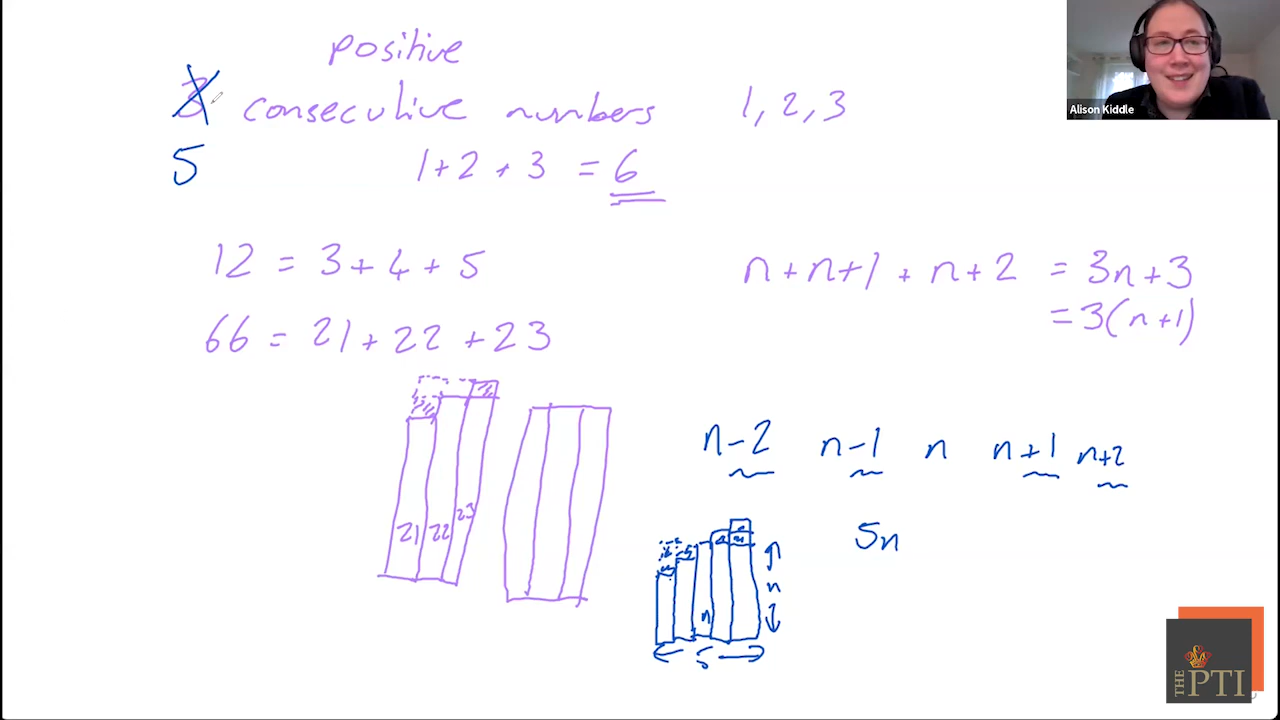 positive
3 consecutive numbers 1, 2, 3
5
1 + 2 + 3 = 6
12 = 3 + 4 + 5
n + n+1 + n+2 = 3n+3
= 3(n+1)
66 = 21 + 22 + 23
21 22 23
n-2 n-1 n n+1 n+2
5n
n
n
5
Alison Kiddle
THE PTI